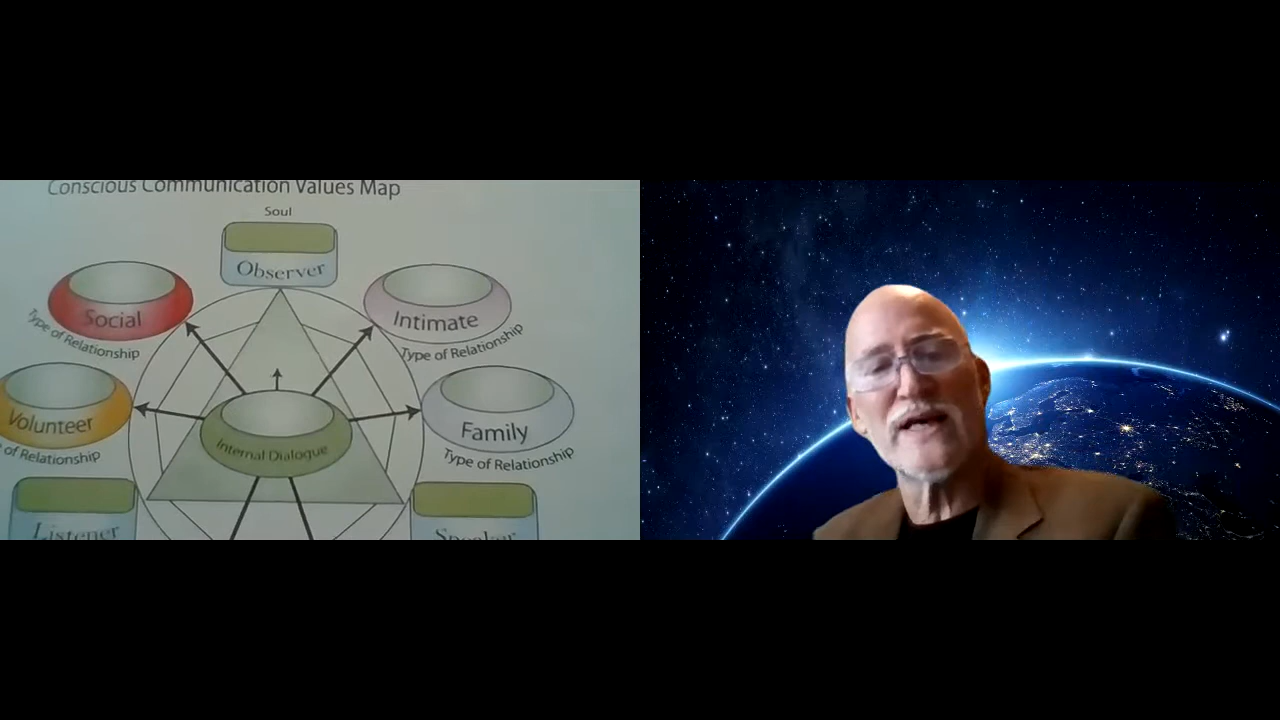 Conscious Communication Values Map
Soul
Observer
Social
Type of Relationship
Intimate
Type of Relationship
Volunteer
of Relationship
Family
Type of Relationship
Internal Dialogue
Listener
Speaker